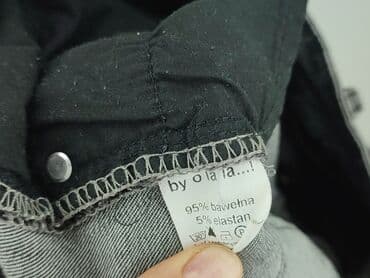 by o la la...!
95% bawełna
5% elastan